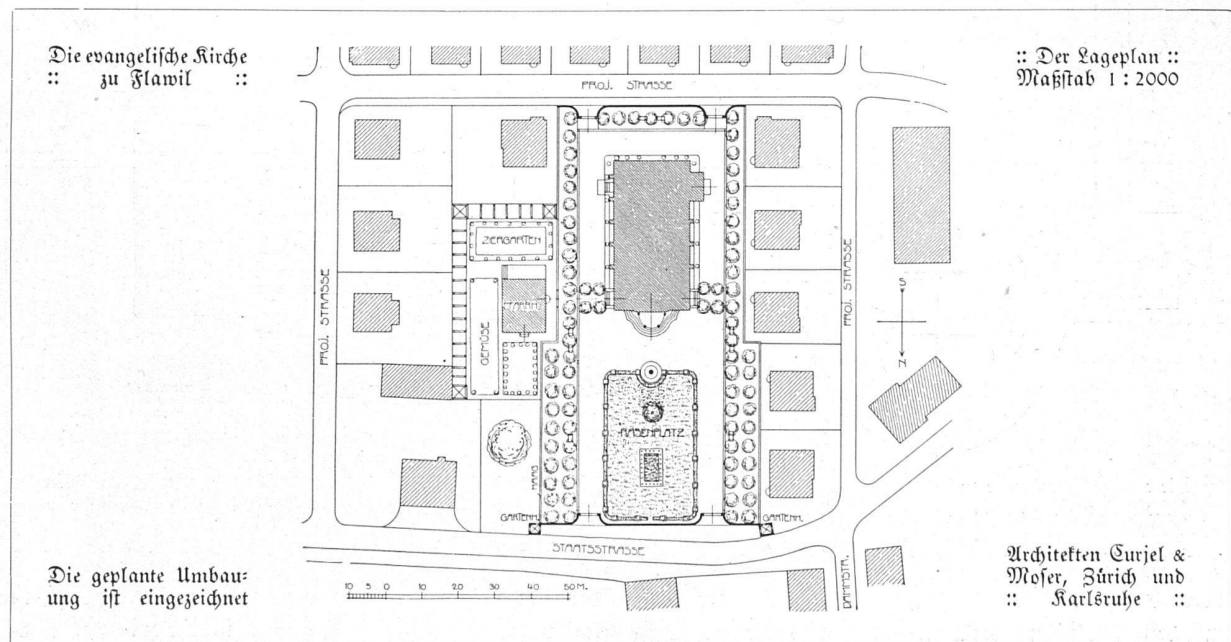 Die evangelische Kirche
:: zu Flawil ::
:: Der Lageplan ::
Maßstab 1 : 2000
PROJ. STRASSE
ZIERGARTEN
GEMÜSE
PROJ. STRASSE
PROJ. STRASSE
S
N
RASENPLATZ
HAAG
GARTENH.
GARTENH.
STAATSSTRASSE
DAMMSTR.
10 5 0 10 20 30 40 50 M.
Die geplante Umbau=
ung ist eingezeichnet
Architekten Curjel &
Moser, Zürich und
:: Karlsruhe ::